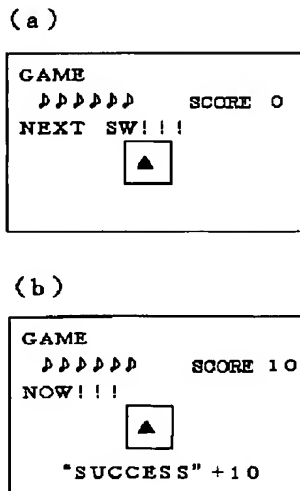 (a)
GAME
♪♪♪♪♪♪ SCORE 0
NEXT SW!!!
▲
(b)
GAME
♪♪♪♪♪♪ SCORE 10
NOW!!!
▲
"SUCCESS" +10